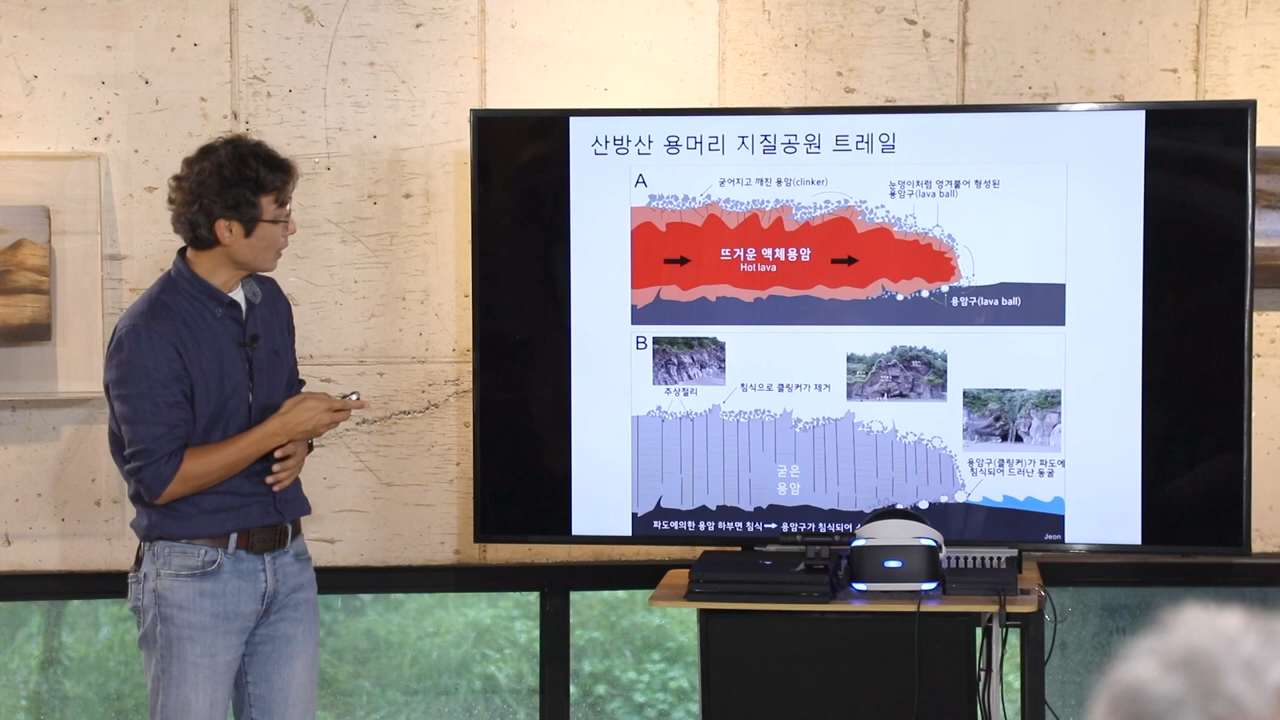 산방산 용머리 지질공원 트레일
A
굳어지고 깨진 용암(clinker)
눈덩이처럼 엉겨붙어 형성된
용암구(lava ball)
뜨거운 액체용암
Hot lava
용암구(lava ball)
B
주상절리
침식으로 클링커가 제거
용암구(클링커)가 파도에
침식되어 드러난 동굴
굳은
용암
파도에의한 용암 하부면 침식➡용암구가 침식되어
Jeon